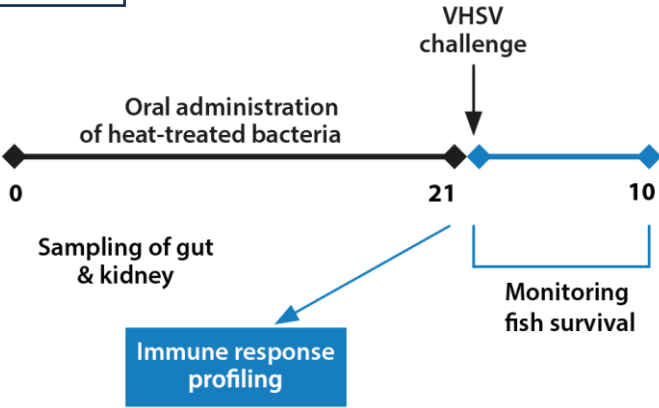 VHSV
challenge
Oral administration
of heat-treated bacteria
0
21
10
Sampling of gut
& kidney
Monitoring
fish survival
Immune response
profiling